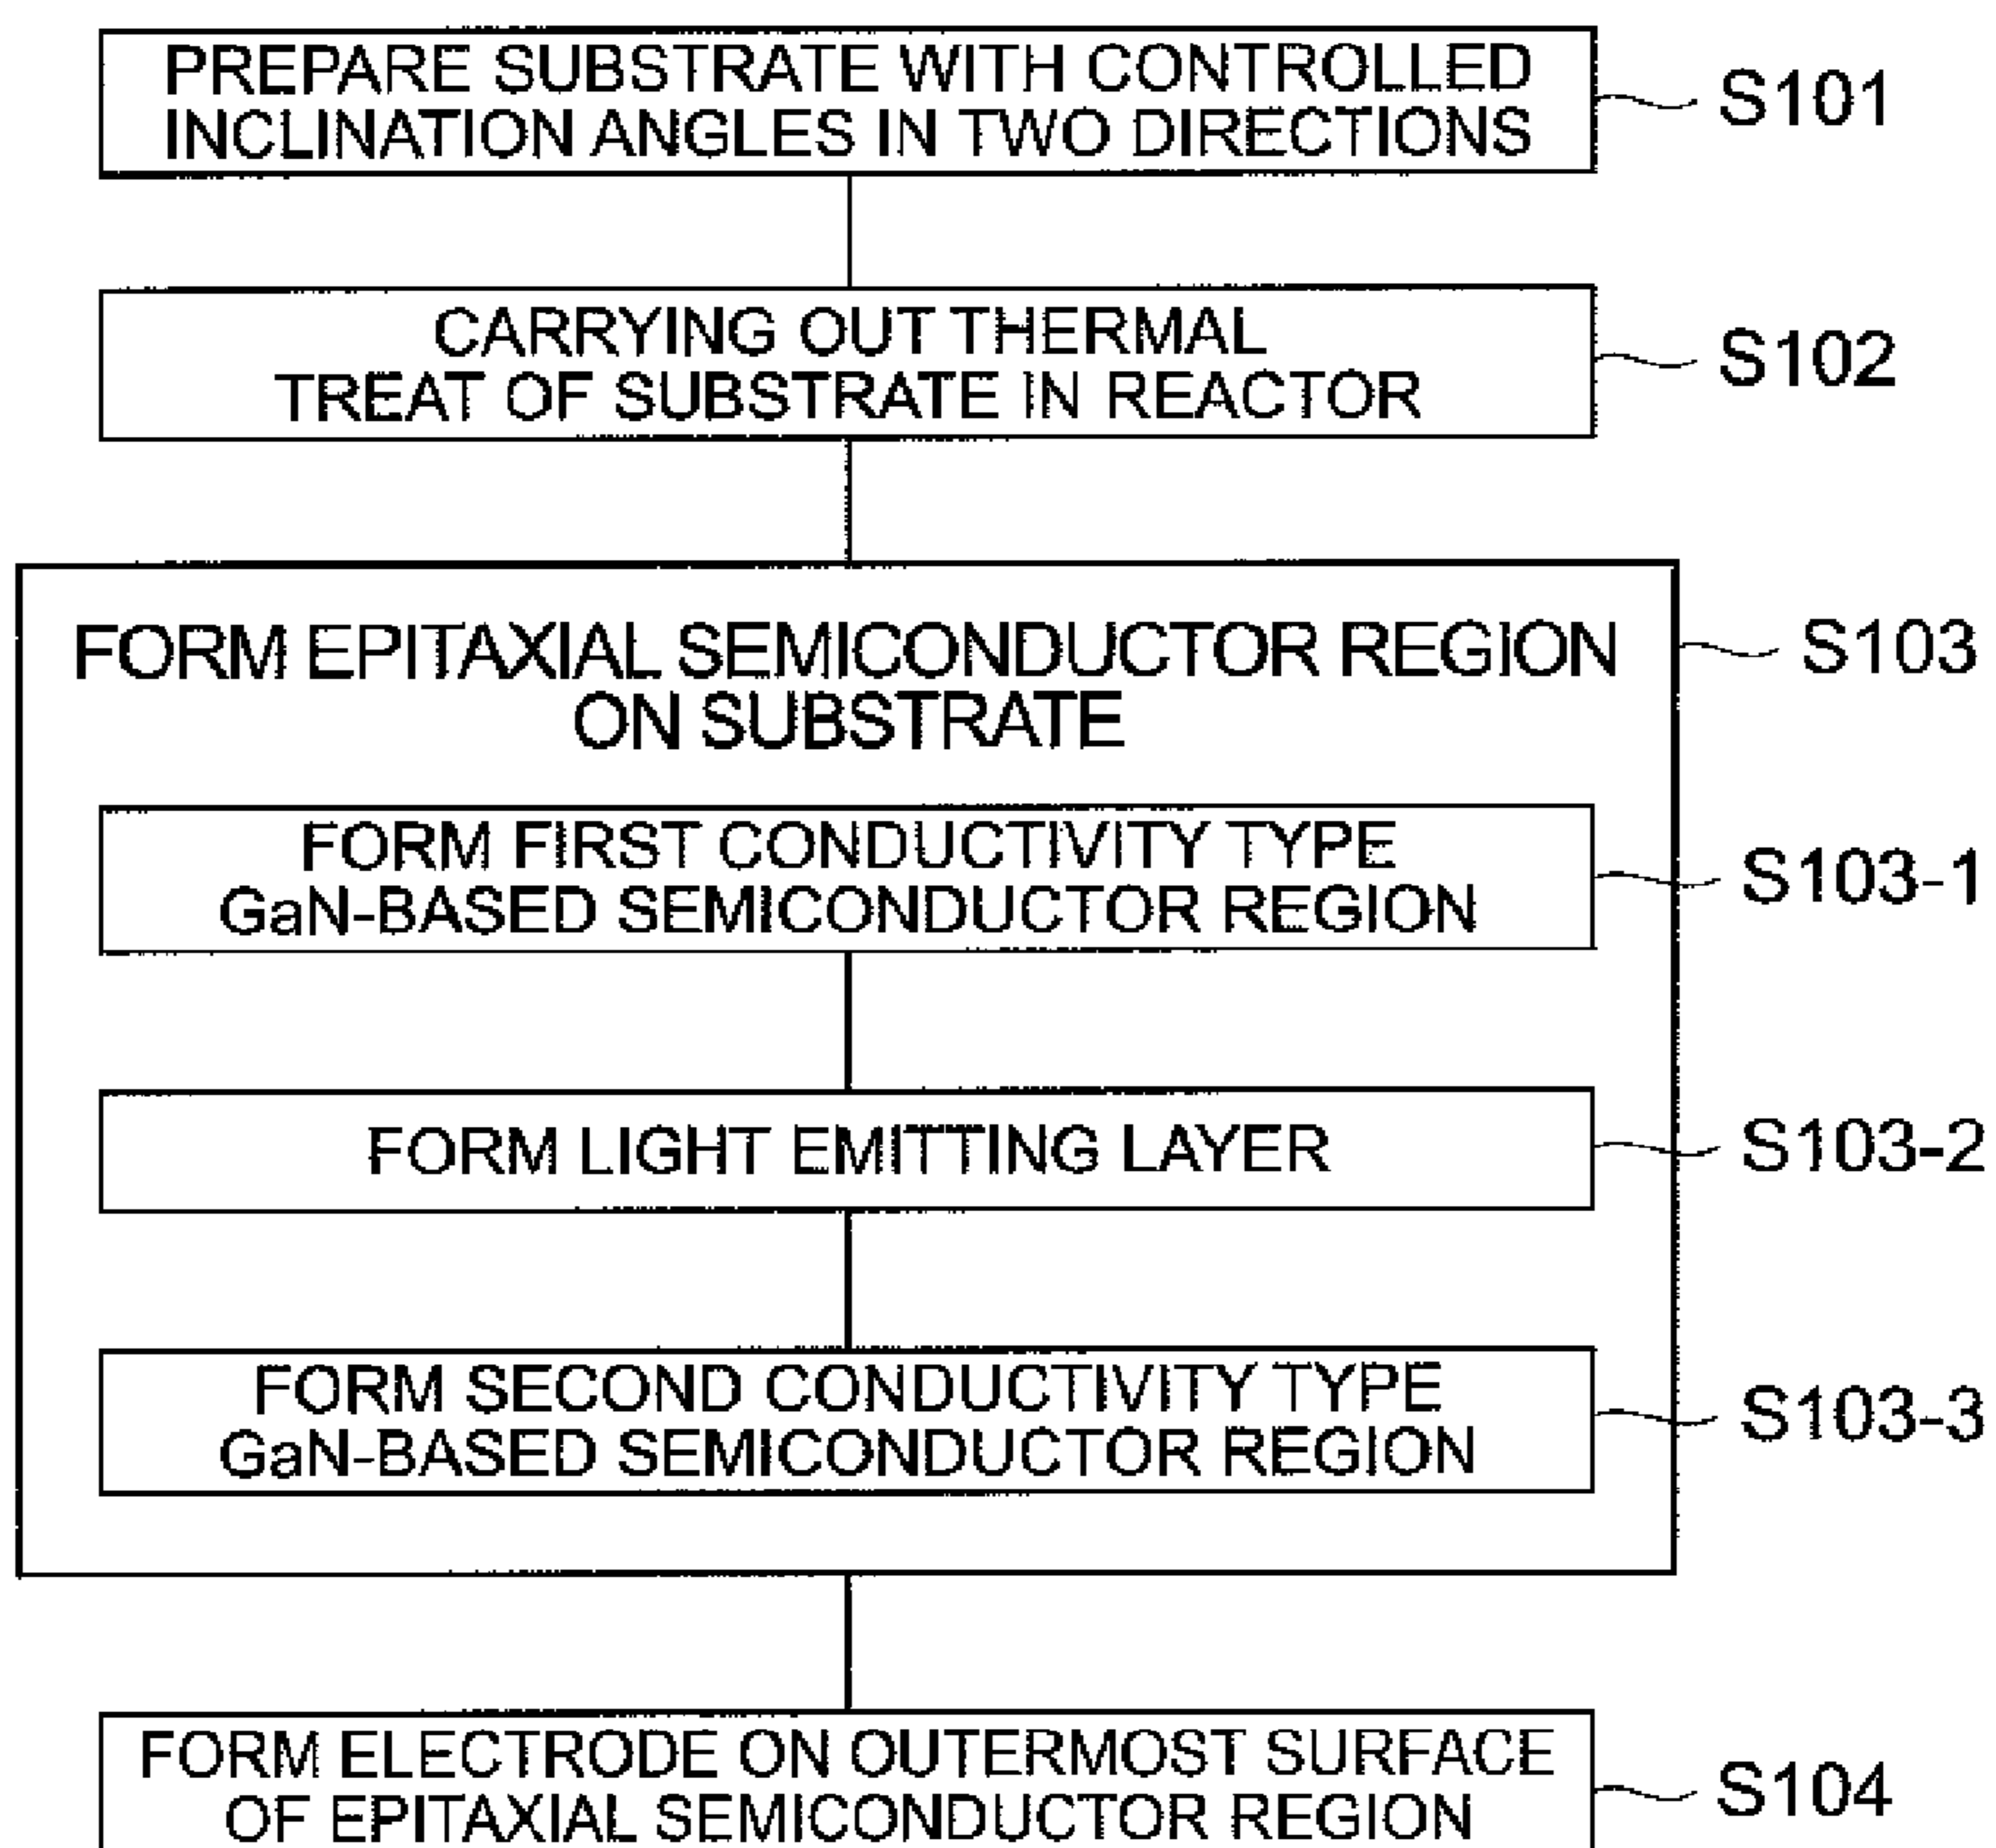 PREPARE SUBSTRATE WITH CONTROLLED
INCLINATION ANGLES IN TWO DIRECTIONS
S101
CARRYING OUT THERMAL
TREAT OF SUBSTRATE IN REACTOR
S102
FORM EPITAXIAL SEMICONDUCTOR REGION
ON SUBSTRATE
S103
FORM FIRST CONDUCTIVITY TYPE
GaN-BASED SEMICONDUCTOR REGION
S103-1
FORM LIGHT EMITTING LAYER
S103-2
FORM SECOND CONDUCTIVITY TYPE
GaN-BASED SEMICONDUCTOR REGION
S103-3
FORM ELECTRODE ON OUTERMOST SURFACE
OF EPITAXIAL SEMICONDUCTOR REGION
S104